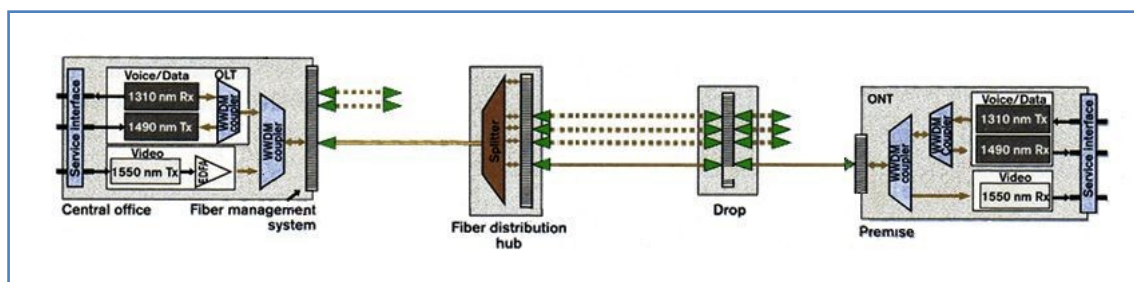 Service interface
Voice/Data
OLT
1310 nm Rx
1490 nm Tx
WWDM
coupler
Video
1550 nm Tx
EDFA
WWDM
coupler
Central office
Fiber management
system
Splitter
Fiber distribution
hub
Drop
ONT
WWDM
coupler
WWDM
coupler
Voice/Data
1310 nm Tx
1490 nm Rx
Video
1550 nm Rx
Service interface
Premise